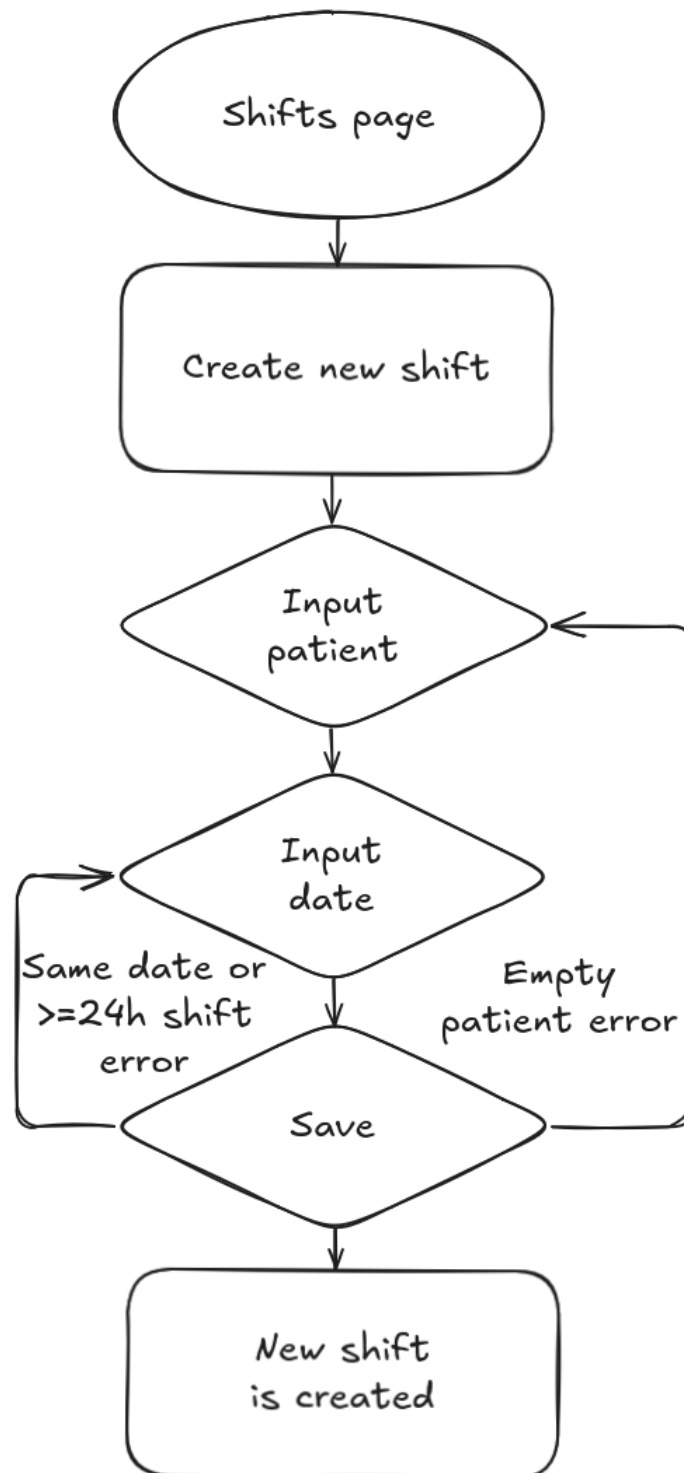 Shifts page
Create new shift
Input
patient
Input
date
Same date or
>=24h shift
error
Empty
patient error
Save
New shift
is created